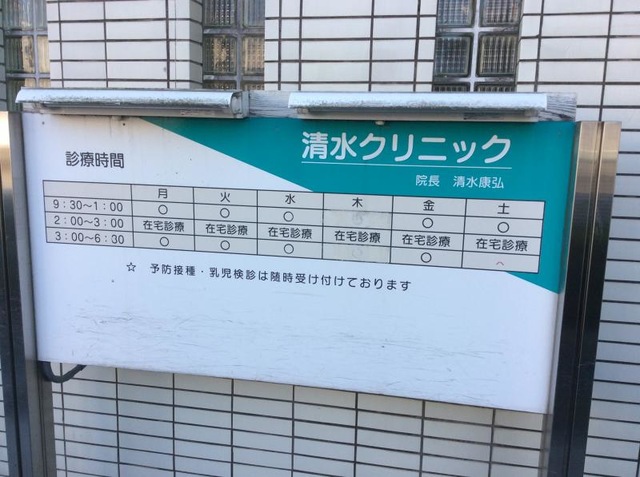 清水クリニック
院長 清水康弘
診療時間
月 火 水 木 金 土
9:30〜1:00 ○ ○ ○ ○ ○
2:00〜3:00 在宅診療 在宅診療 在宅診療 在宅診療 在宅診療 在宅診療
3:00〜6:30 ○ ○ ○ ○
☆ 予防接種・乳児検診は随時受け付けております